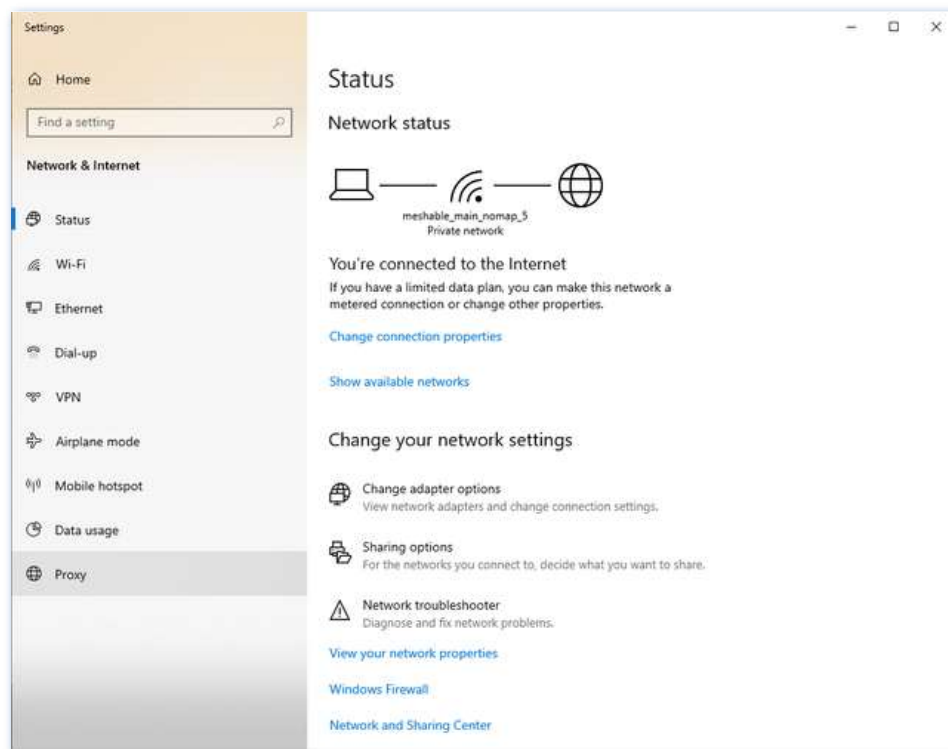 Settings
Home
Find a setting
Network & Internet
Status
Wi-Fi
Ethernet
Dial-up
VPN
Airplane mode
Mobile hotspot
Data usage
Proxy
Status
Network status
meshable_main_nomap_5
Private network
You're connected to the Internet
If you have a limited data plan, you can make this network a
metered connection or change other properties.
Change connection properties
Show available networks
Change your network settings
Change adapter options
View network adapters and change connection settings.
Sharing options
For the networks you connect to, decide what you want to share.
Network troubleshooter
Diagnose and fix network problems.
View your network properties
Windows Firewall
Network and Sharing Center